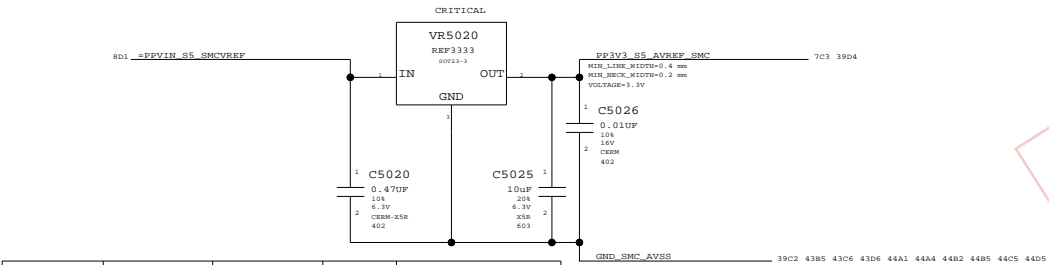 CRITICAL
VR5020
REF3333
SOT23-3
8D1 =PPVIN_S5_SMCVREF
PP3V3_S5_AVREF_SMC 7C3 39D4
MIN_LINE_WIDTH=0.4 mm
MIN_NECK_WIDTH=0.2 mm
VOLTAGE=3.3V
1 IN OUT 2
GND
3
1 C5026
0.01UF
10%
16V
2 CERM
402
1 C5020
0.47UF
10%
6.3V
2 CERM-X5R
402
C5025 1
10uF
20%
6.3V
X5R 2
603
GND_SMC_AVSS 39C2 43B5 43C6 43D6 44A1 44A4 44B2 44B5 44C5 44D5